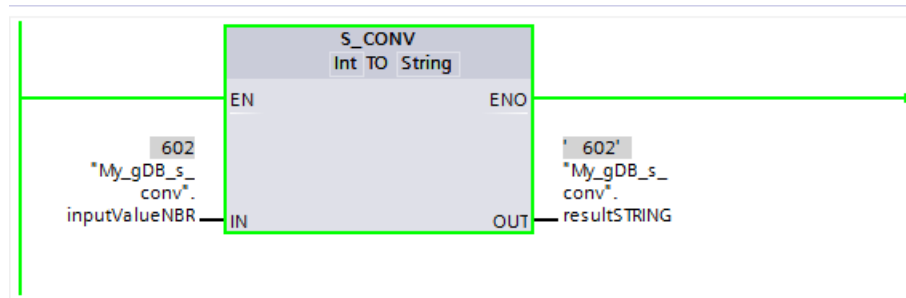 S_CONV
Int TO String
EN ENO
602
"My_gDB_s_
conv".
inputValueNBR
IN
'  602'
"My_gDB_s_
conv".
resultSTRING
OUT